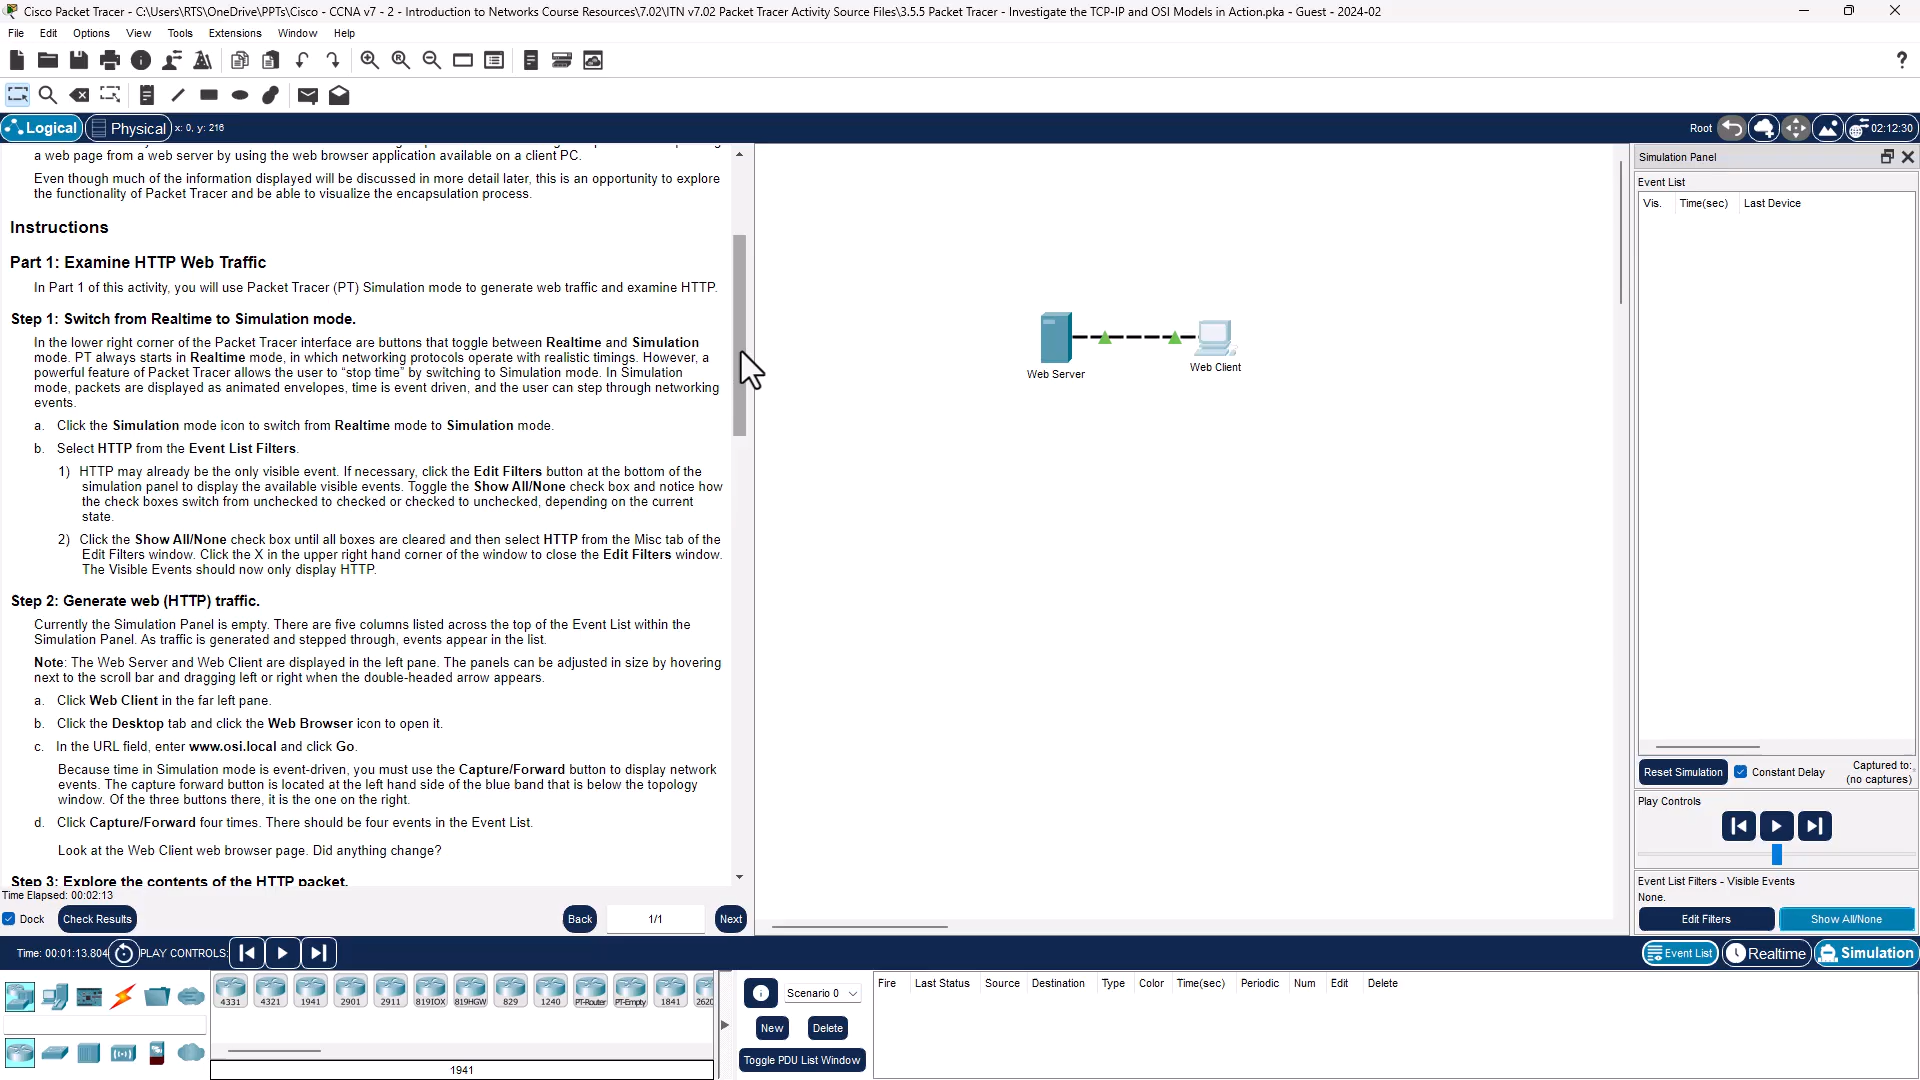 Cisco Packet Tracer - C:\Users\RTS\OneDrive\PPTs\Cisco - CCNA v7 - 2 - Introduction to Networks Course Resources\7.02\ITN v7.02 Packet Tracer Activity Source Files\3.5.5 Packet Tracer - Investigate the TCP-IP and OSI Models in Action.pka - Guest - 2024-02
File Edit Options View Tools Extensions Window Help
Logical Physical x: 0, y: 216 Root 02:12:30
a web page from a web server by using the web browser application available on a client PC.
Even though much of the information displayed will be discussed in more detail later, this is an opportunity to explore
the functionality of Packet Tracer and be able to visualize the encapsulation process.
Instructions
Part 1: Examine HTTP Web Traffic
In Part 1 of this activity, you will use Packet Tracer (PT) Simulation mode to generate web traffic and examine HTTP.
Step 1: Switch from Realtime to Simulation mode.
In the lower right corner of the Packet Tracer interface are buttons that toggle between Realtime and Simulation
mode. PT always starts in Realtime mode, in which networking protocols operate with realistic timings. However, a
powerful feature of Packet Tracer allows the user to “stop time” by switching to Simulation mode. In Simulation
mode, packets are displayed as animated envelopes, time is event driven, and the user can step through networking
events.
a. Click the Simulation mode icon to switch from Realtime mode to Simulation mode.
b. Select HTTP from the Event List Filters.
1) HTTP may already be the only visible event. If necessary, click the Edit Filters button at the bottom of the
simulation panel to display the available visible events. Toggle the Show All/None check box and notice how
the check boxes switch from unchecked to checked or checked to unchecked, depending on the current
state.
2) Click the Show All/None check box until all boxes are cleared and then select HTTP from the Misc tab of the
Edit Filters window. Click the X in the upper right hand corner of the window to close the Edit Filters window.
The Visible Events should now only display HTTP.
Step 2: Generate web (HTTP) traffic.
Currently the Simulation Panel is empty. There are five columns listed across the top of the Event List within the
Simulation Panel. As traffic is generated and stepped through, events appear in the list.
Note: The Web Server and Web Client are displayed in the left pane. The panels can be adjusted in size by hovering
next to the scroll bar and dragging left or right when the double-headed arrow appears.
a. Click Web Client in the far left pane.
b. Click the Desktop tab and click the Web Browser icon to open it.
c. In the URL field, enter www.osi.local and click Go.
Because time in Simulation mode is event-driven, you must use the Capture/Forward button to display network
events. The capture forward button is located at the left hand side of the blue band that is below the topology
window. Of the three buttons there, it is the one on the right.
d. Click Capture/Forward four times. There should be four events in the Event List.
Look at the Web Client web browser page. Did anything change?
Step 3: Explore the contents of the HTTP packet.
Time Elapsed: 00:02:13
Dock Check Results Back 1/1 Next
Web Server
Web Client
Simulation Panel
Event List
Vis. Time(sec) Last Device
Reset Simulation Constant Delay Captured to:
(no captures)
Play Controls
Event List Filters - Visible Events
None.
Edit Filters Show All/None
Time: 00:01:13.804 PLAY CONTROLS: Event List Realtime Simulation
4331 4321 1941 2901 2911 819IOX 819HGW 829 1240 PT-Router PT-Empty 1841 2620
1941
Scenario 0
New Delete
Toggle PDU List Window
Fire Last Status Source Destination Type Color Time(sec) Periodic Num Edit Delete